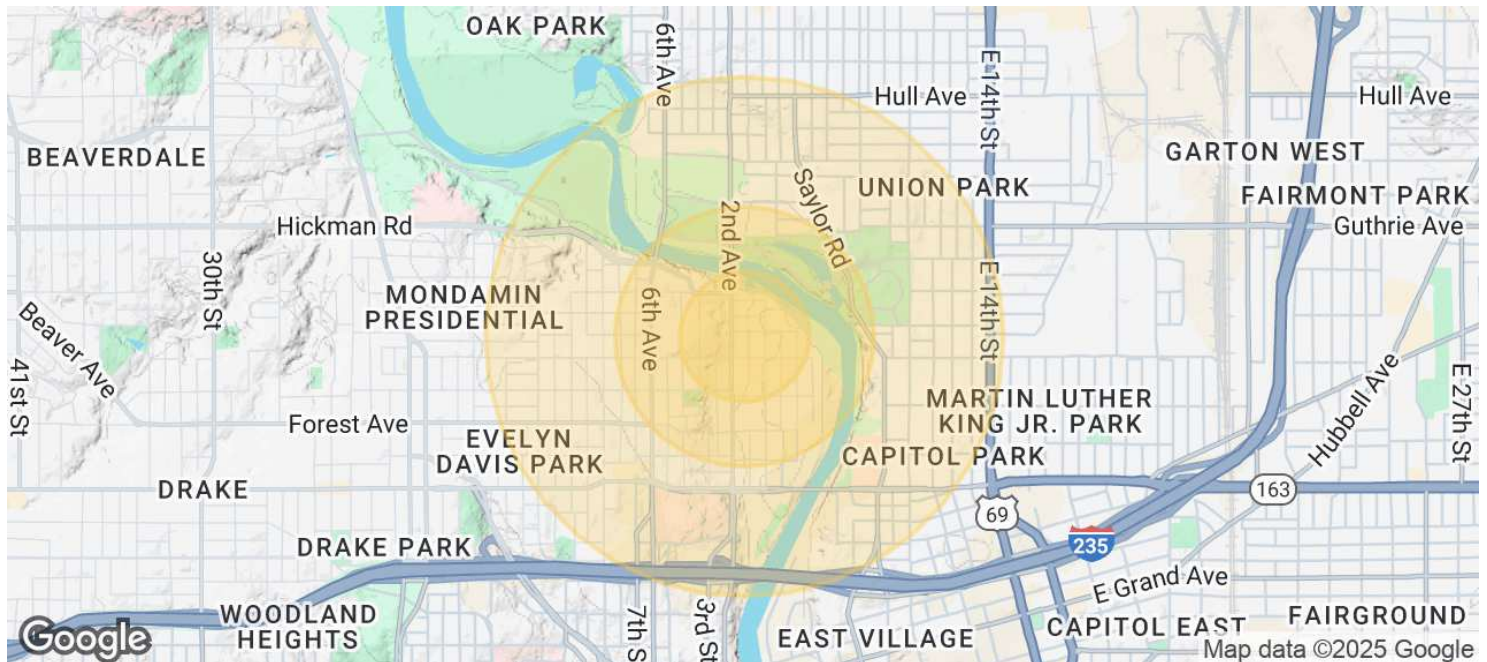 OAK PARK
6th Ave
E 14th St
Hull Ave
Hull Ave
BEAVERDALE
GARTON WEST
Saylor Rd
UNION PARK
FAIRMONT PARK
2nd Ave
Hickman Rd
Guthrie Ave
30th St
MONDAMIN
PRESIDENTIAL
6th Ave
E 14th St
Beaver Ave
41st St
MARTIN LUTHER
KING JR. PARK
Hubbell Ave
E 27th St
Forest Ave
EVELYN
DAVIS PARK
CAPITOL PARK
DRAKE
163
69
DRAKE PARK
235
E Grand Ave
WOODLAND
HEIGHTS
7th S
3rd St
EAST VILLAGE
CAPITOL EAST
FAIRGROUND
Google
Map data ©2025 Google